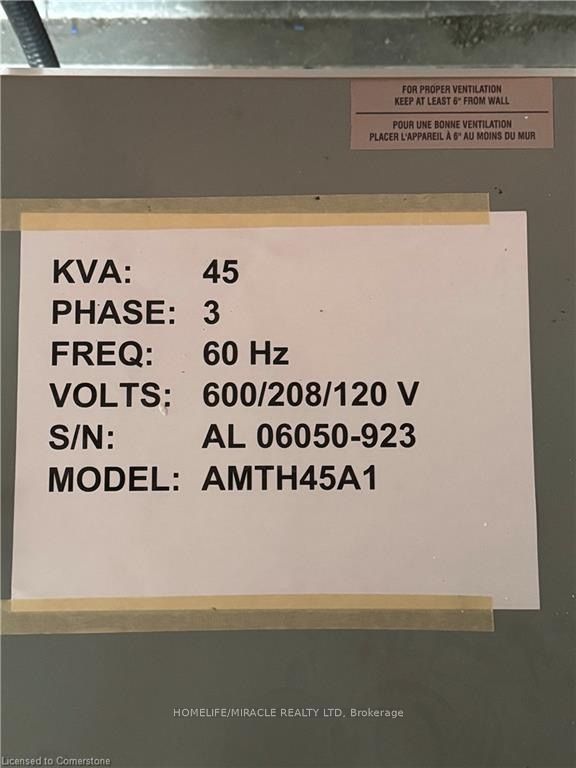 FOR PROPER VENTILATION
KEEP AT LEAST 6" FROM WALL
POUR UNE BONNE VENTILATION
PLACER L'APPAREIL À 6" AU MOINS DU MUR
KVA: 45
PHASE: 3
FREQ: 60 Hz
VOLTS: 600/208/120 V
S/N: AL 06050-923
MODEL: AMTH45A1
HOMELIFE/MIRACLE REALTY LTD, Brokerage
Licensed to Cornerstone